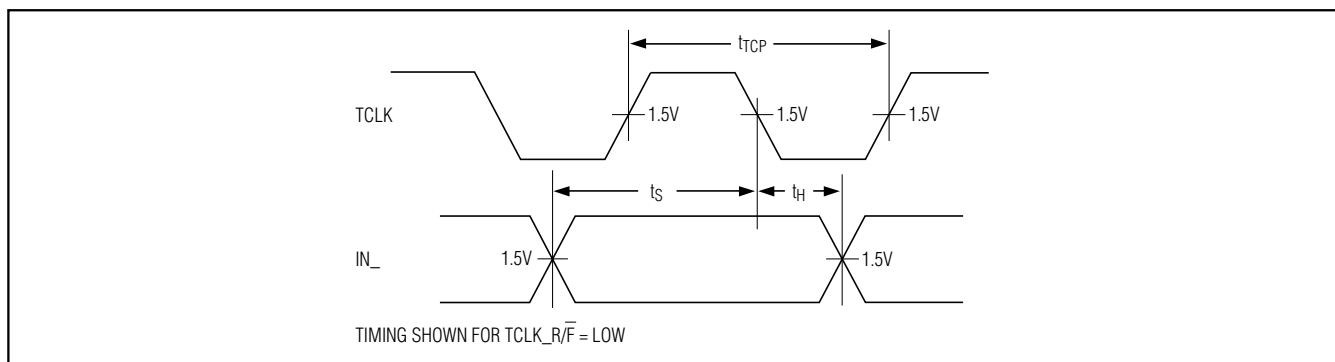 tTCP
TCLK
1.5V
1.5V
1.5V
tS
tH
IN_
1.5V
1.5V
TIMING SHOWN FOR TCLK_R/F̅ = LOW